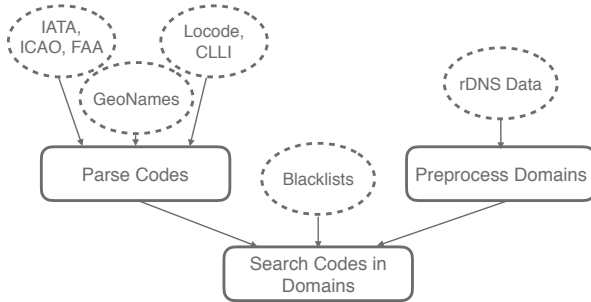 IATA,
ICAO, FAA
Locode,
CLLI
GeoNames
rDNS Data
Parse Codes
Blacklists
Preprocess Domains
Search Codes in
Domains